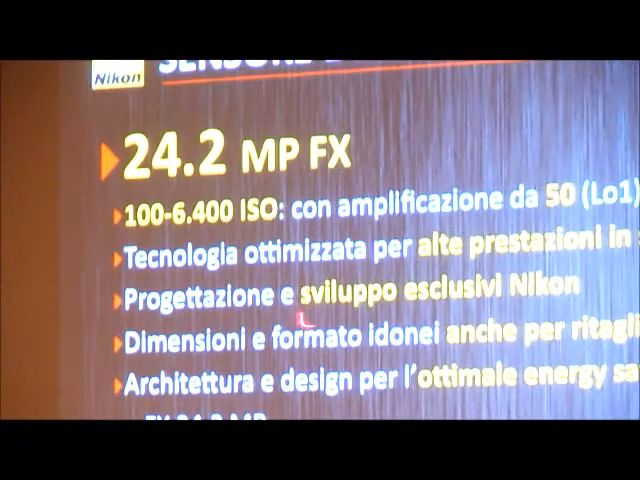 Nikon
24.2 MP FX
100-6.400 ISO: con amplificazione da 50 (Lo1)
Tecnologia ottimizzata per alte prestazioni in
Progettazione e sviluppo esclusivi Nikon
Dimensioni e formato idonei anche per ritagli
Architettura e design per l'ottimale energy